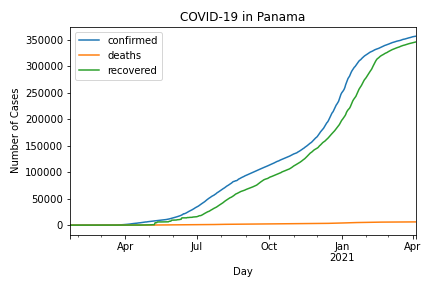 COVID-19 in Panama
confirmed
deaths
recovered
Number of Cases
350000
300000
250000
200000
150000
100000
50000
0
Apr Jul Oct Jan Apr
2021
Day